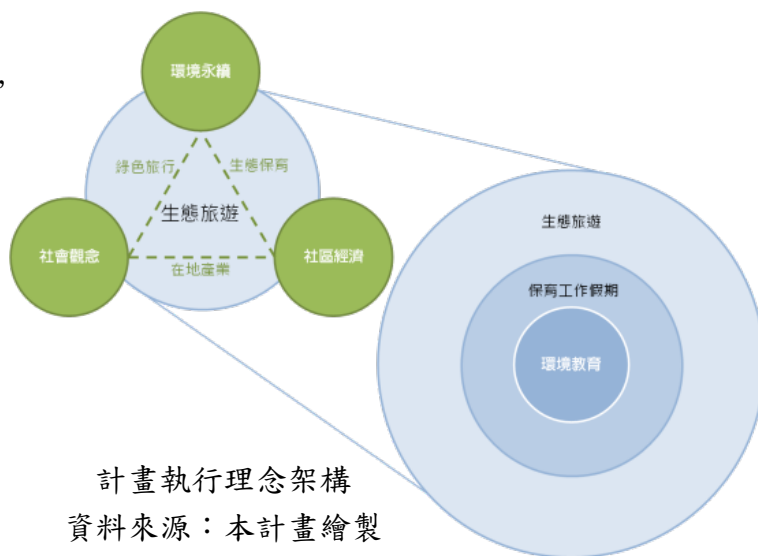 ，
環境永續
綠色旅行
生態保育
生態旅遊
社會觀念
社區經濟
在地產業
生態旅遊
保育工作假期
環境教育
計畫執行理念架構
資料來源：本計畫繪製